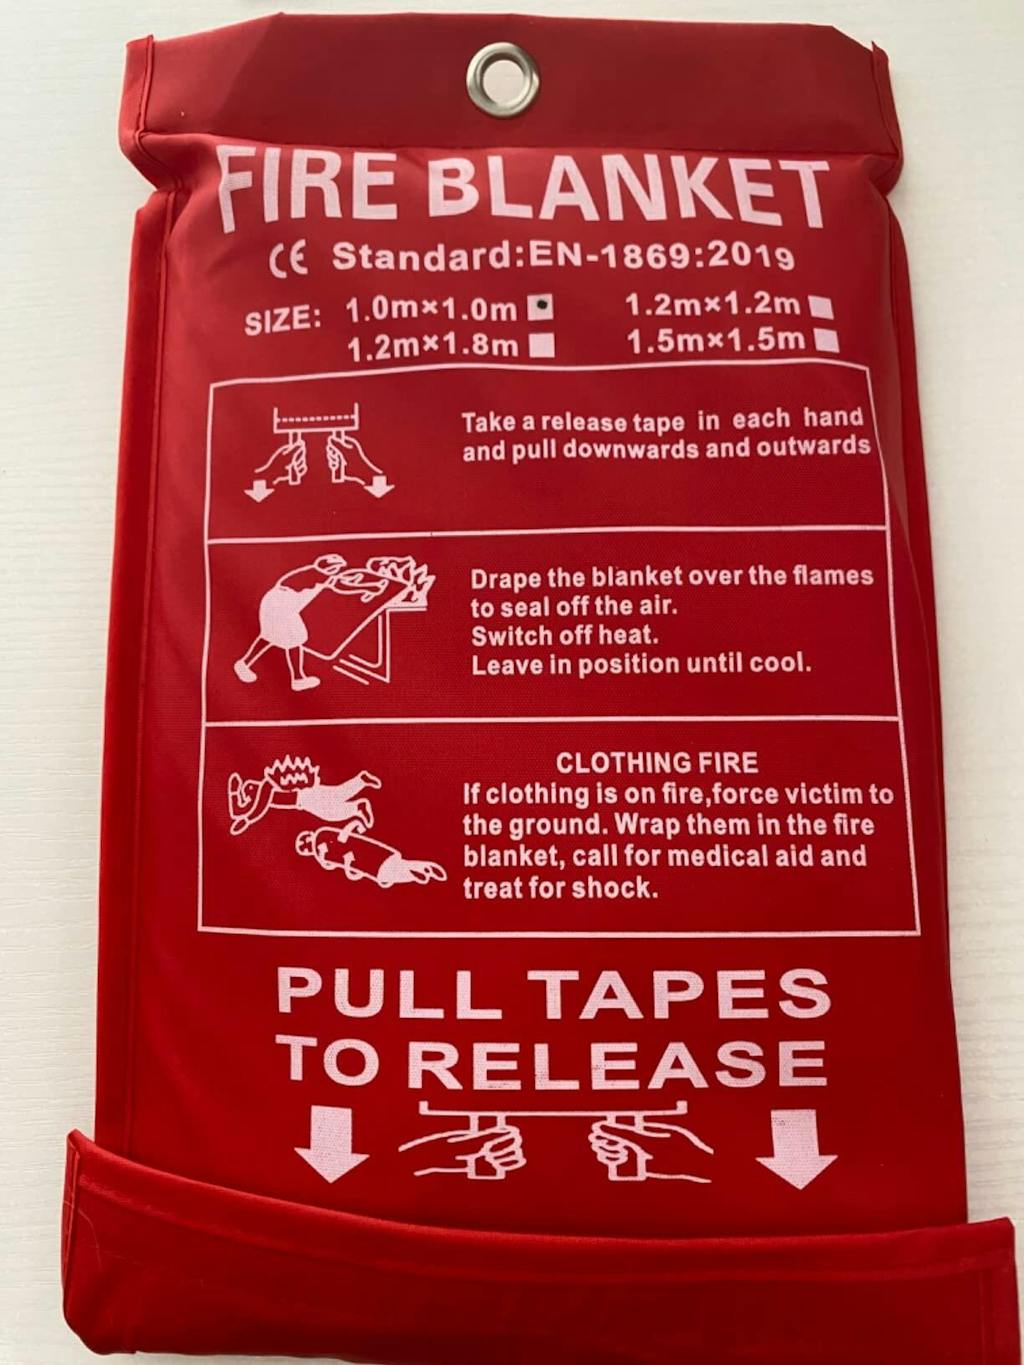 FIRE BLANKET
CE Standard:EN-1869:2019
SIZE: 1.0m×1.0m 1.2m×1.2m
1.2m×1.8m 1.5m×1.5m
Take a release tape in each hand
and pull downwards and outwards
Drape the blanket over the flames
to seal off the air.
Switch off heat.
Leave in position until cool.
CLOTHING FIRE
If clothing is on fire,force victim to
the ground. Wrap them in the fire
blanket, call for medical aid and
treat for shock.
PULL TAPES
TO RELEASE